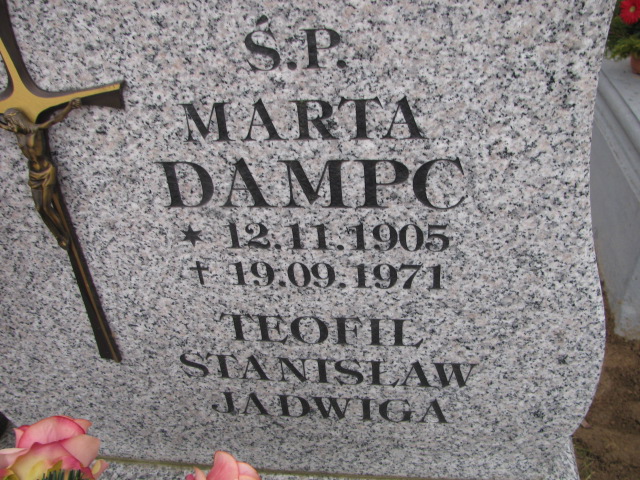 Ś.P.
MARTA
DAMPC
★ 12.11.1905
† 19.09.1971
TEOFIL
STANISŁAW
JADWIGA